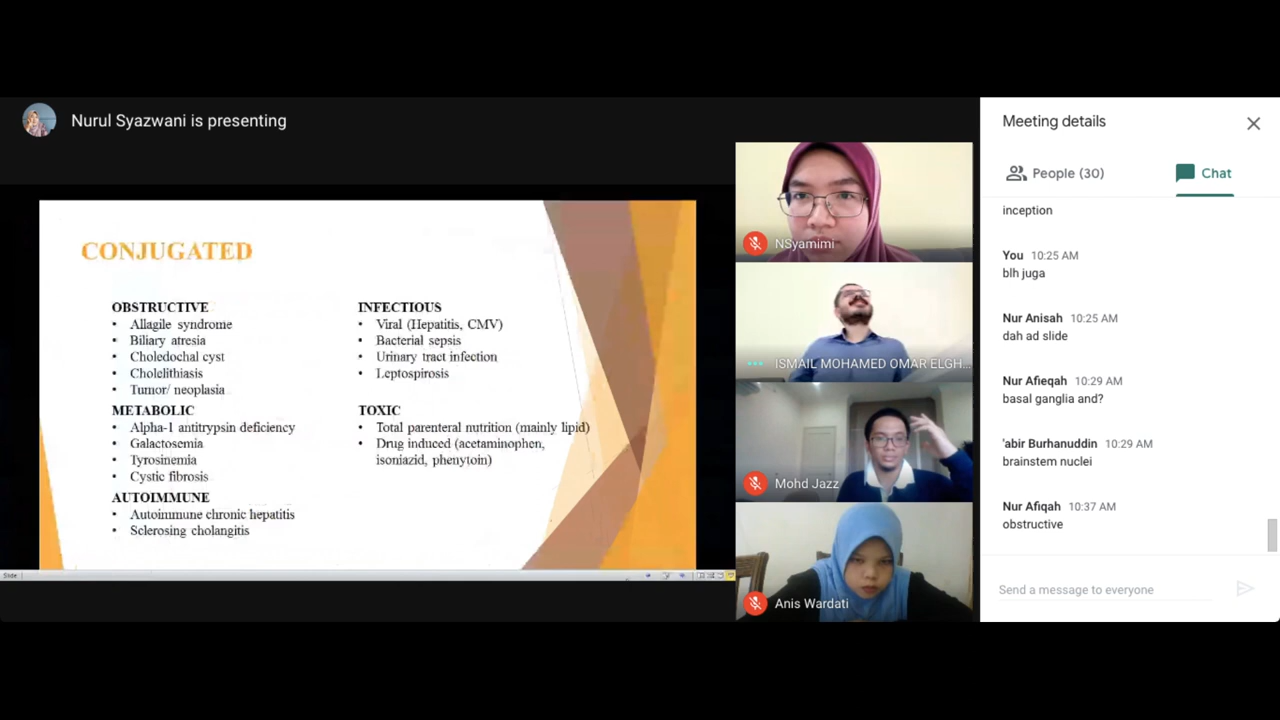 Nurul Syazwani is presenting
CONJUGATED
OBSTRUCTIVE
• Allagile syndrome
• Biliary atresia
• Choledochal cyst
• Cholelithiasis
• Tumor/ neoplasia
METABOLIC
• Alpha-1 antitrypsin deficiency
• Galactosemia
• Tyrosinemia
• Cystic fibrosis
AUTOIMMUNE
• Autoimmune chronic hepatitis
• Sclerosing cholangitis
INFECTIOUS
• Viral (Hepatitis, CMV)
• Bacterial sepsis
• Urinary tract infection
• Leptospirosis
TOXIC
• Total parenteral nutrition (mainly lipid)
• Drug induced (acetaminophen,
isoniazid, phenytoin)
Slide
NSyamimi
ISMAIL MOHAMED OMAR ELGH...
Mohd Jazz
Anis Wardati
Meeting details
People (30)
Chat
inception
You 10:25 AM
blh juga
Nur Anisah 10:25 AM
dah ad slide
Nur Afieqah 10:29 AM
basal ganglia and?
'abir Burhanuddin 10:29 AM
brainstem nuclei
Nur Afiqah 10:37 AM
obstructive
Send a message to everyone